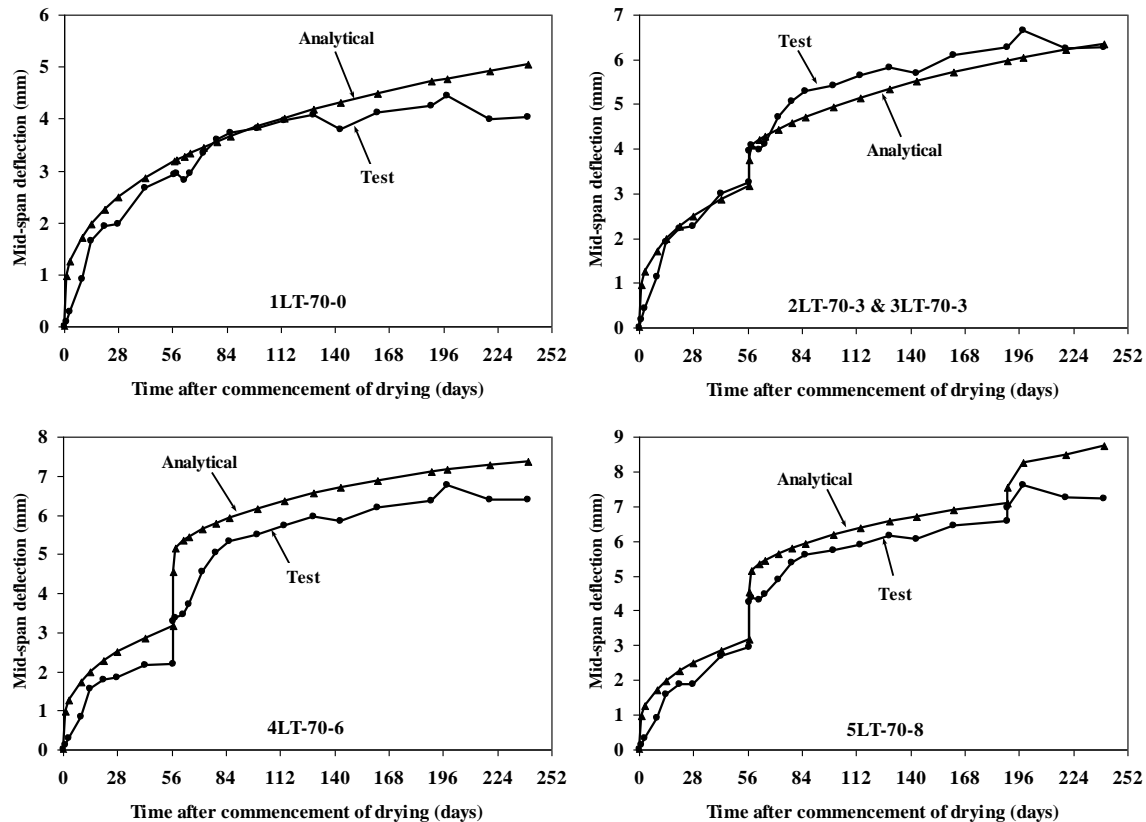 Mid-span deflection (mm)
6
5
4
3
2
1
0
Analytical
Test
1LT-70-0
0 28 56 84 112 140 168 196 224 252
Time after commencement of drying (days)
Mid-span deflection (mm)
7
6
5
4
3
2
1
0
Test
Analytical
2LT-70-3 & 3LT-70-3
0 28 56 84 112 140 168 196 224 252
Time after commencement of drying (days)
Mid-span deflection (mm)
8
7
6
5
4
3
2
1
0
Analytical
Test
4LT-70-6
0 28 56 84 112 140 168 196 224 252
Time after commencement of drying (days)
Mid-span deflection (mm)
9
8
7
6
5
4
3
2
1
0
Analytical
Test
5LT-70-8
0 28 56 84 112 140 168 196 224 252
Time after commencement of drying (days)